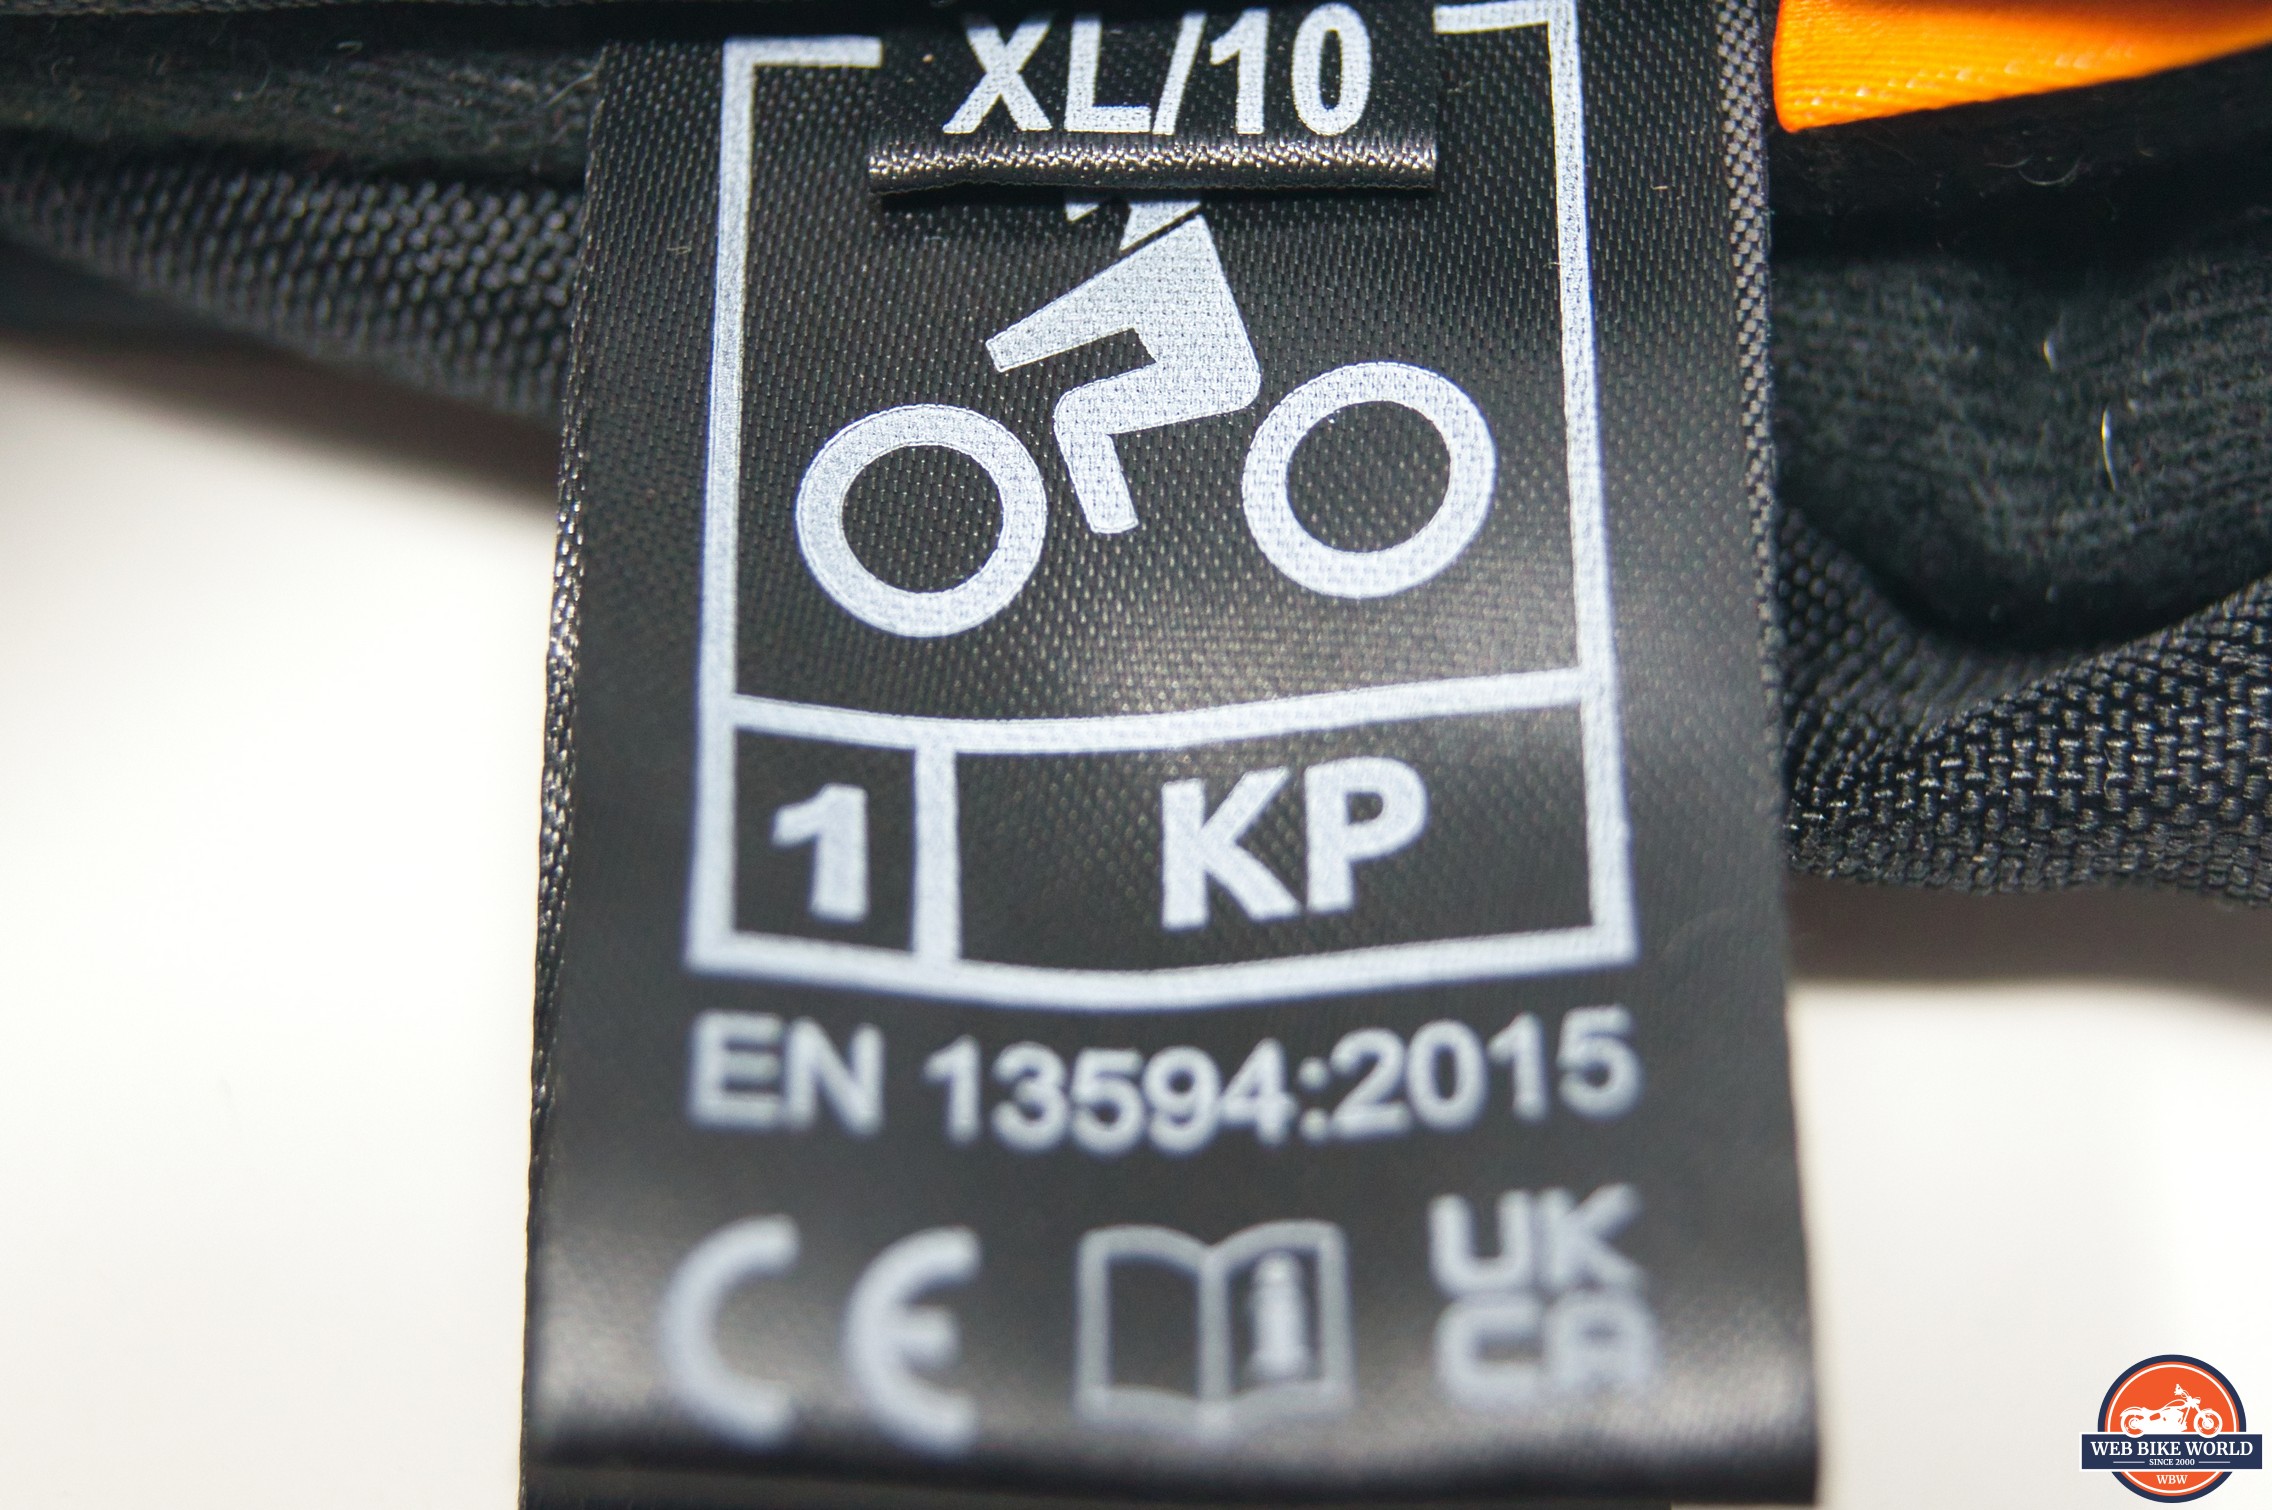 XL/10
1 KP
EN 13594:2015
CE
UK
CA
WEB BIKE WORLD
SINCE 2000
WBW